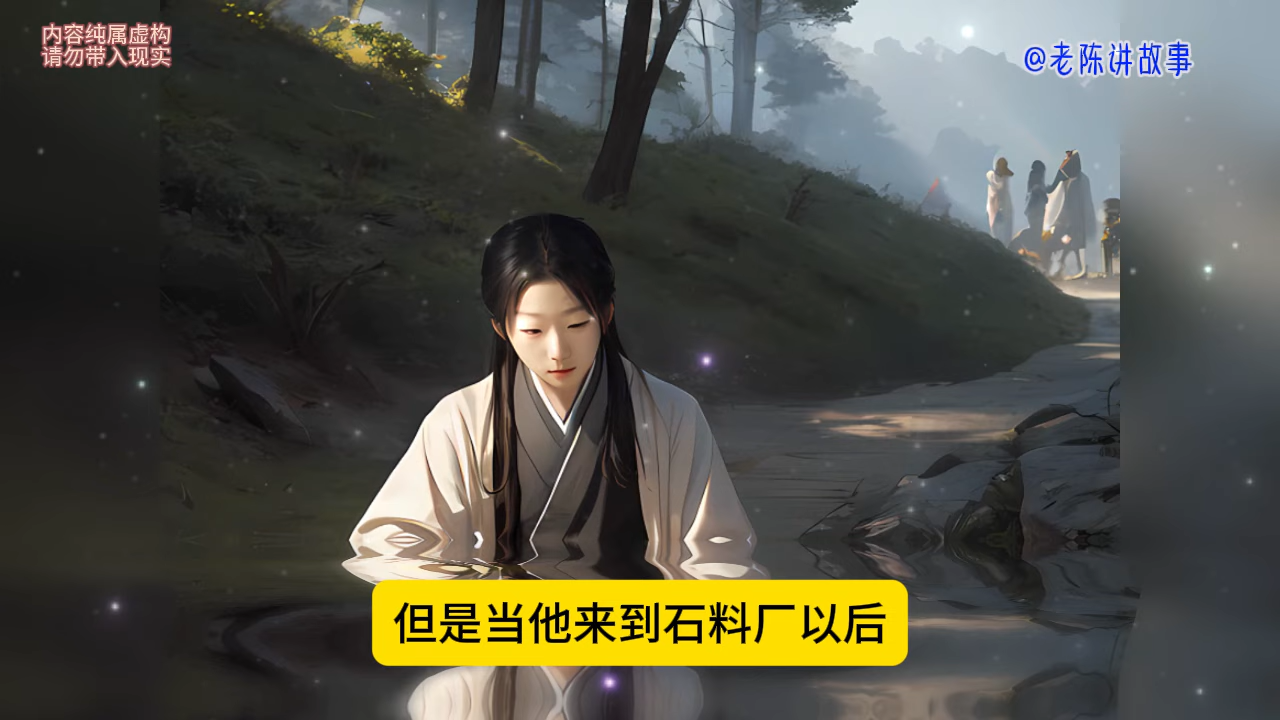 内容纯属虚构
请勿带入现实
@老陈讲故事
但是当他来到石料厂以后